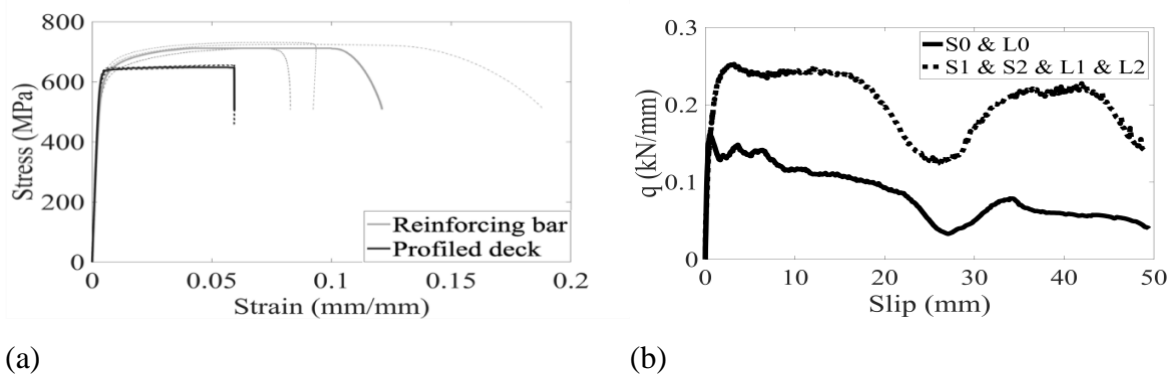 800
600
400
200
0
Stress (MPa)
Reinforcing bar
Profiled deck
0 0.05 0.1 0.15 0.2
Strain (mm/mm)
(a)
0.3
0.2
0.1
0
q (kN/mm)
S0 & L0
S1 & S2 & L1 & L2
0 10 20 30 40 50
Slip (mm)
(b)